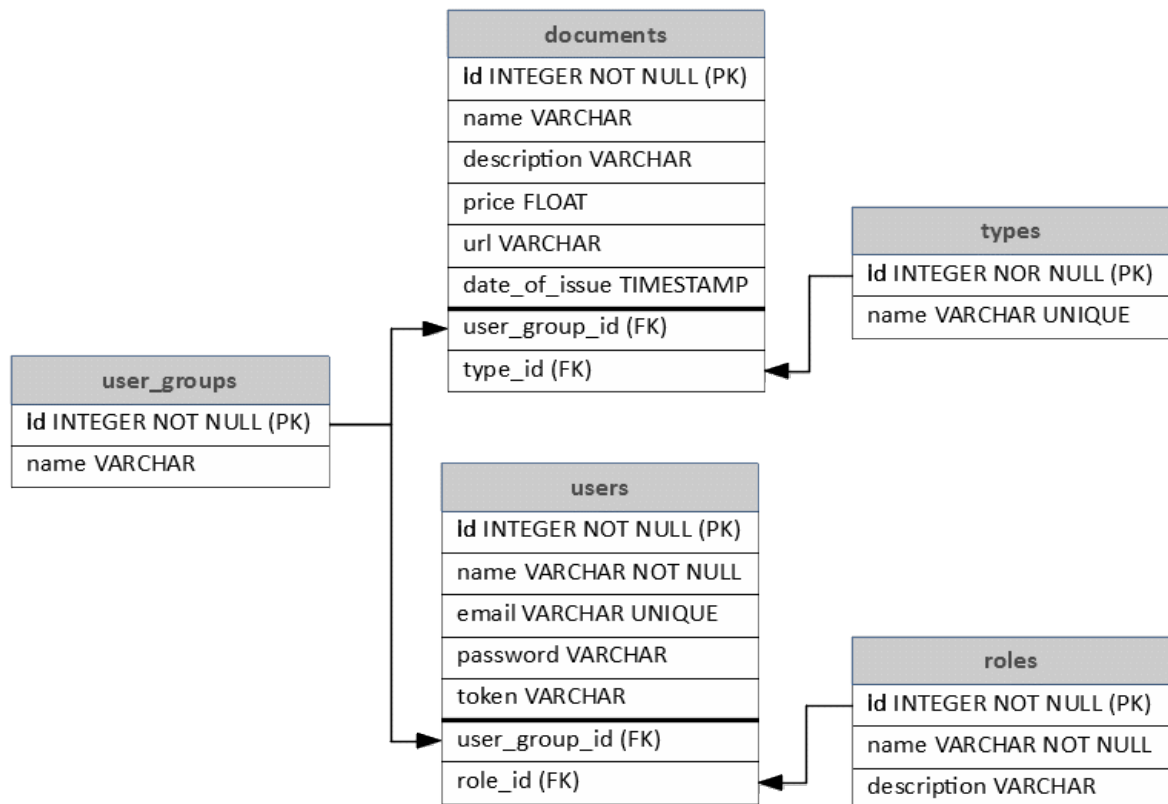 documents
id INTEGER NOT NULL (PK)
name VARCHAR
description VARCHAR
price FLOAT
url VARCHAR
date_of_issue TIMESTAMP
user_group_id (FK)
type_id (FK)
types
id INTEGER NOR NULL (PK)
name VARCHAR UNIQUE
user_groups
id INTEGER NOT NULL (PK)
name VARCHAR
users
id INTEGER NOT NULL (PK)
name VARCHAR NOT NULL
email VARCHAR UNIQUE
password VARCHAR
token VARCHAR
user_group_id (FK)
role_id (FK)
roles
id INTEGER NOT NULL (PK)
name VARCHAR NOT NULL
description VARCHAR